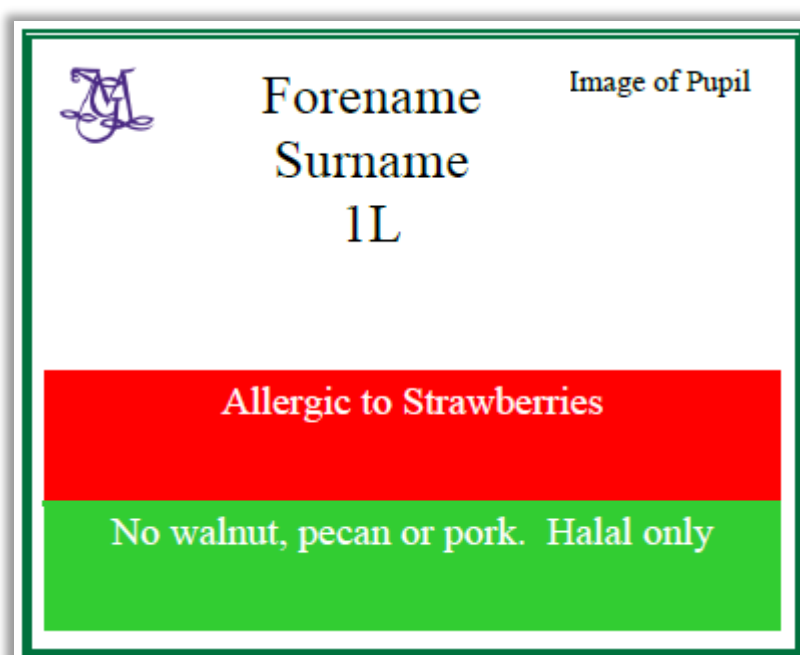 Forename
Surname
1L
Image of Pupil
Allergic to Strawberries
No walnut, pecan or pork.  Halal only